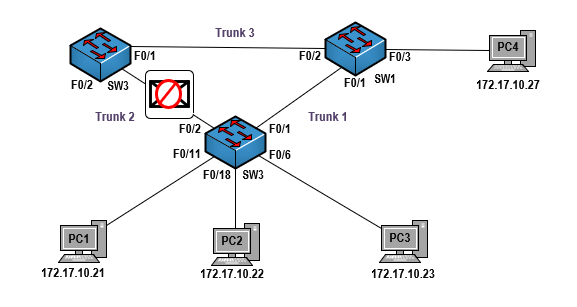 Trunk 3
F0/1
F0/2
F0/3
PC4
F0/2
SW3
F0/1
SW1
172.17.10.27
Trunk 2
F0/2
F0/1
Trunk 1
F0/11
F0/6
F0/18
SW3
PC1
PC2
PC3
172.17.10.21
172.17.10.22
172.17.10.23